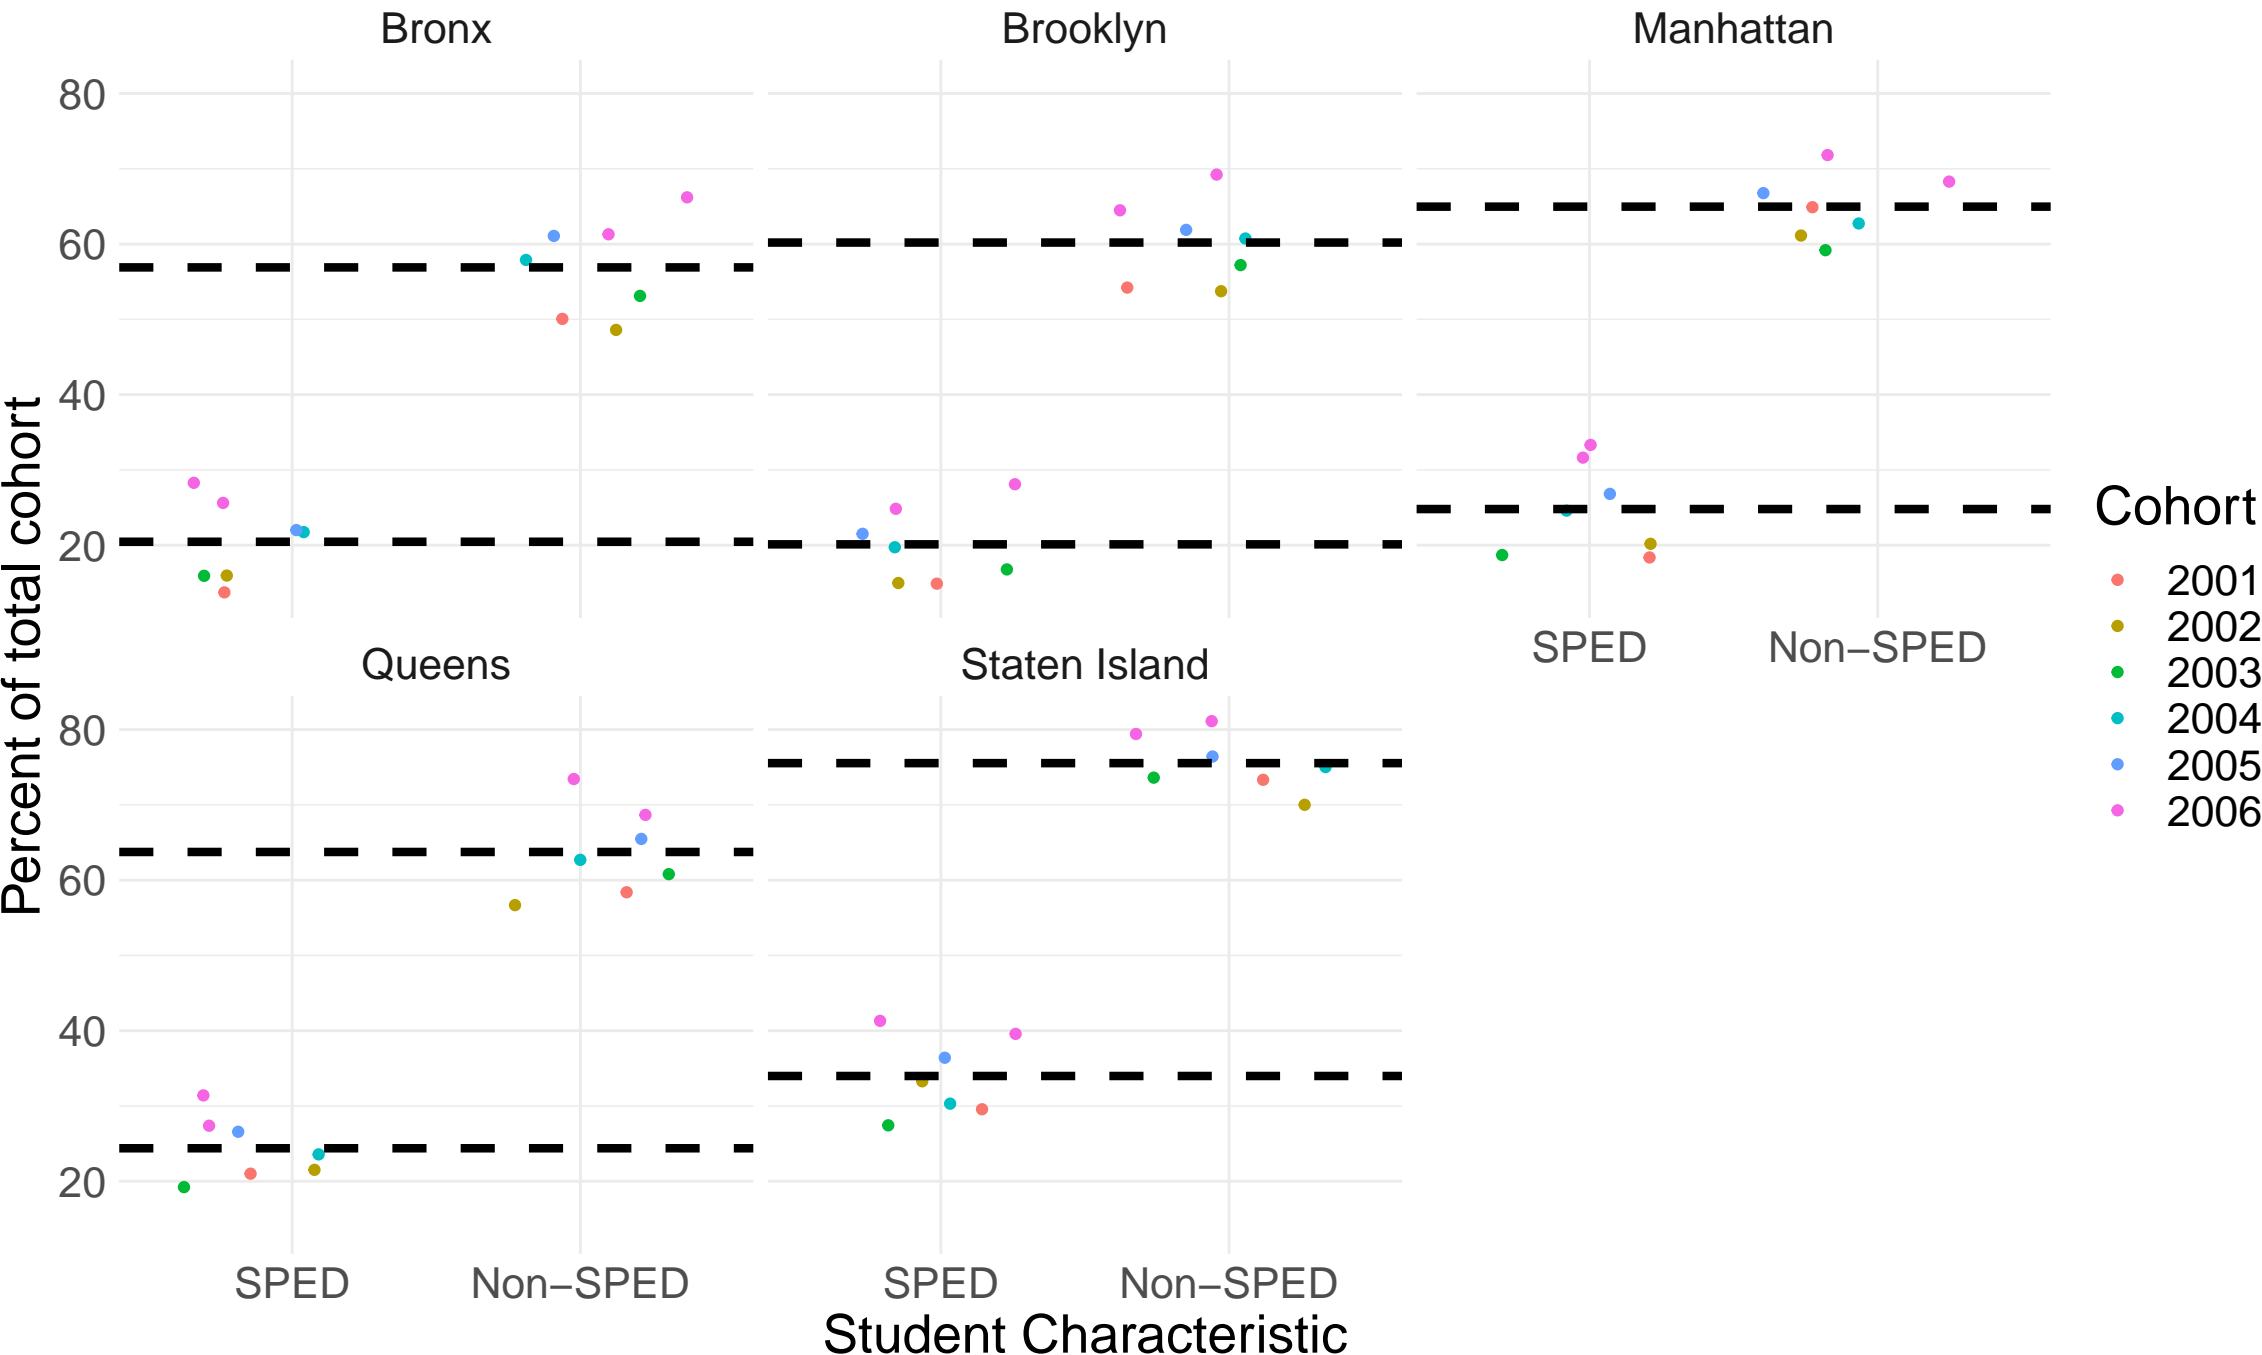 Bronx
Brooklyn
Manhattan
80
60
40
20
SPED
Non−SPED
Queens
Staten Island
80
60
40
20
SPED
Non−SPED
SPED
Non−SPED
Student Characteristic
Percent of total cohort
Cohort
2001
2002
2003
2004
2005
2006